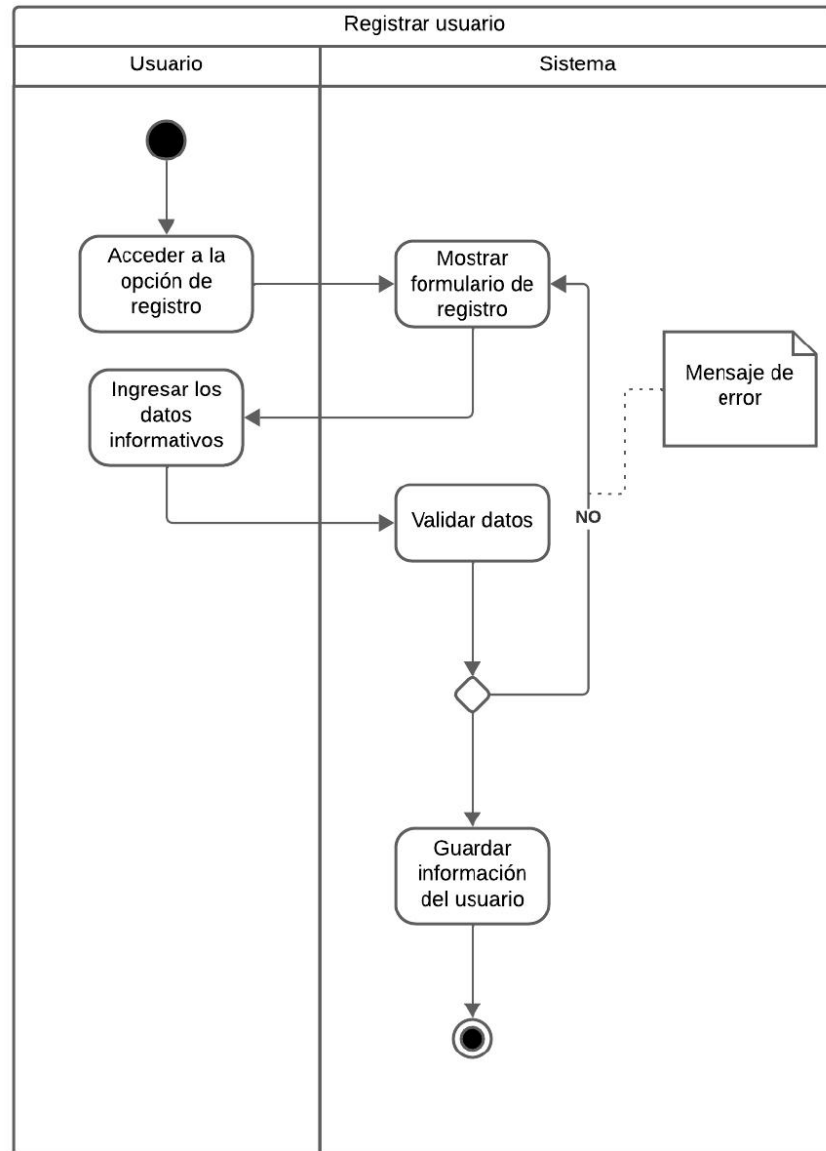 Registrar usuario
Usuario
Sistema
Acceder a la
opción de
registro
Mostrar
formulario de
registro
Mensaje de
error
Ingresar los
datos
informativos
Validar datos
NO
Guardar
información
del usuario